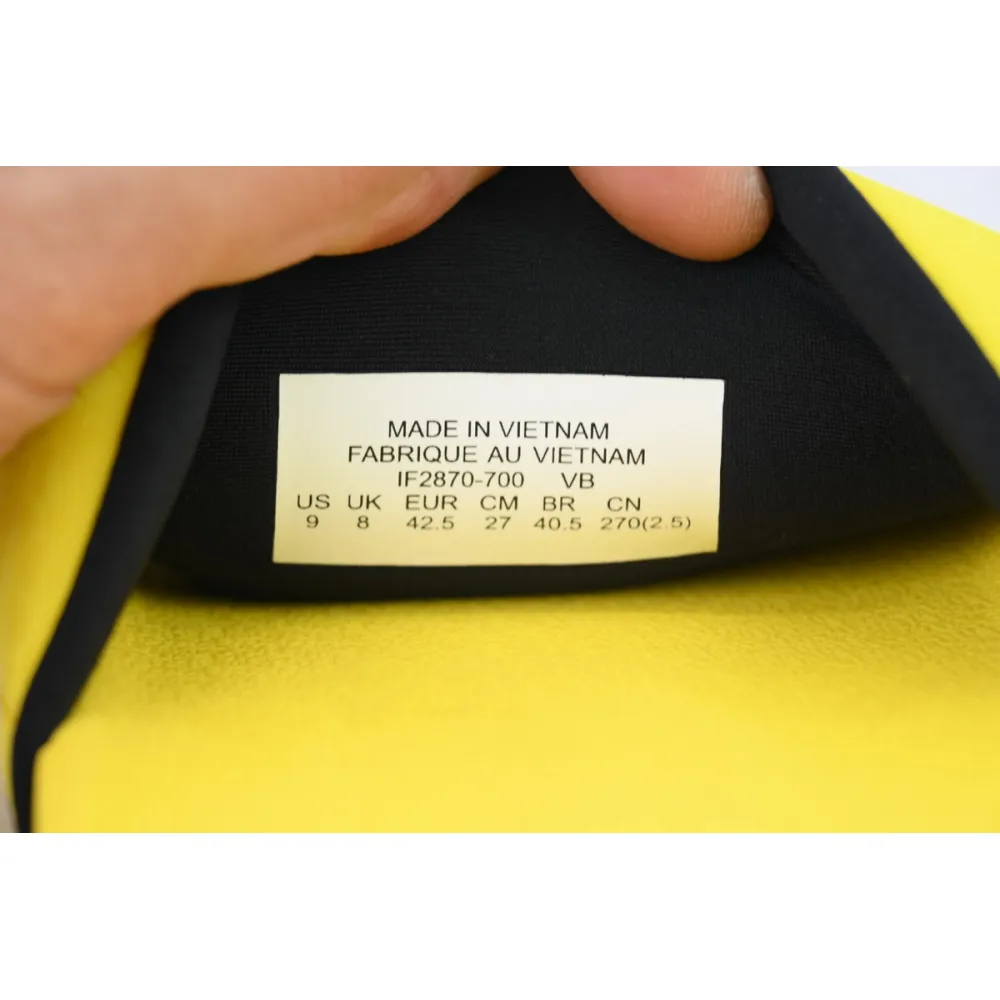 MADE IN VIETNAM
FABRIQUE AU VIETNAM
IF2870-700 VB
US UK EUR CM BR CN
9 8 42.5 27 40.5 270(2.5)